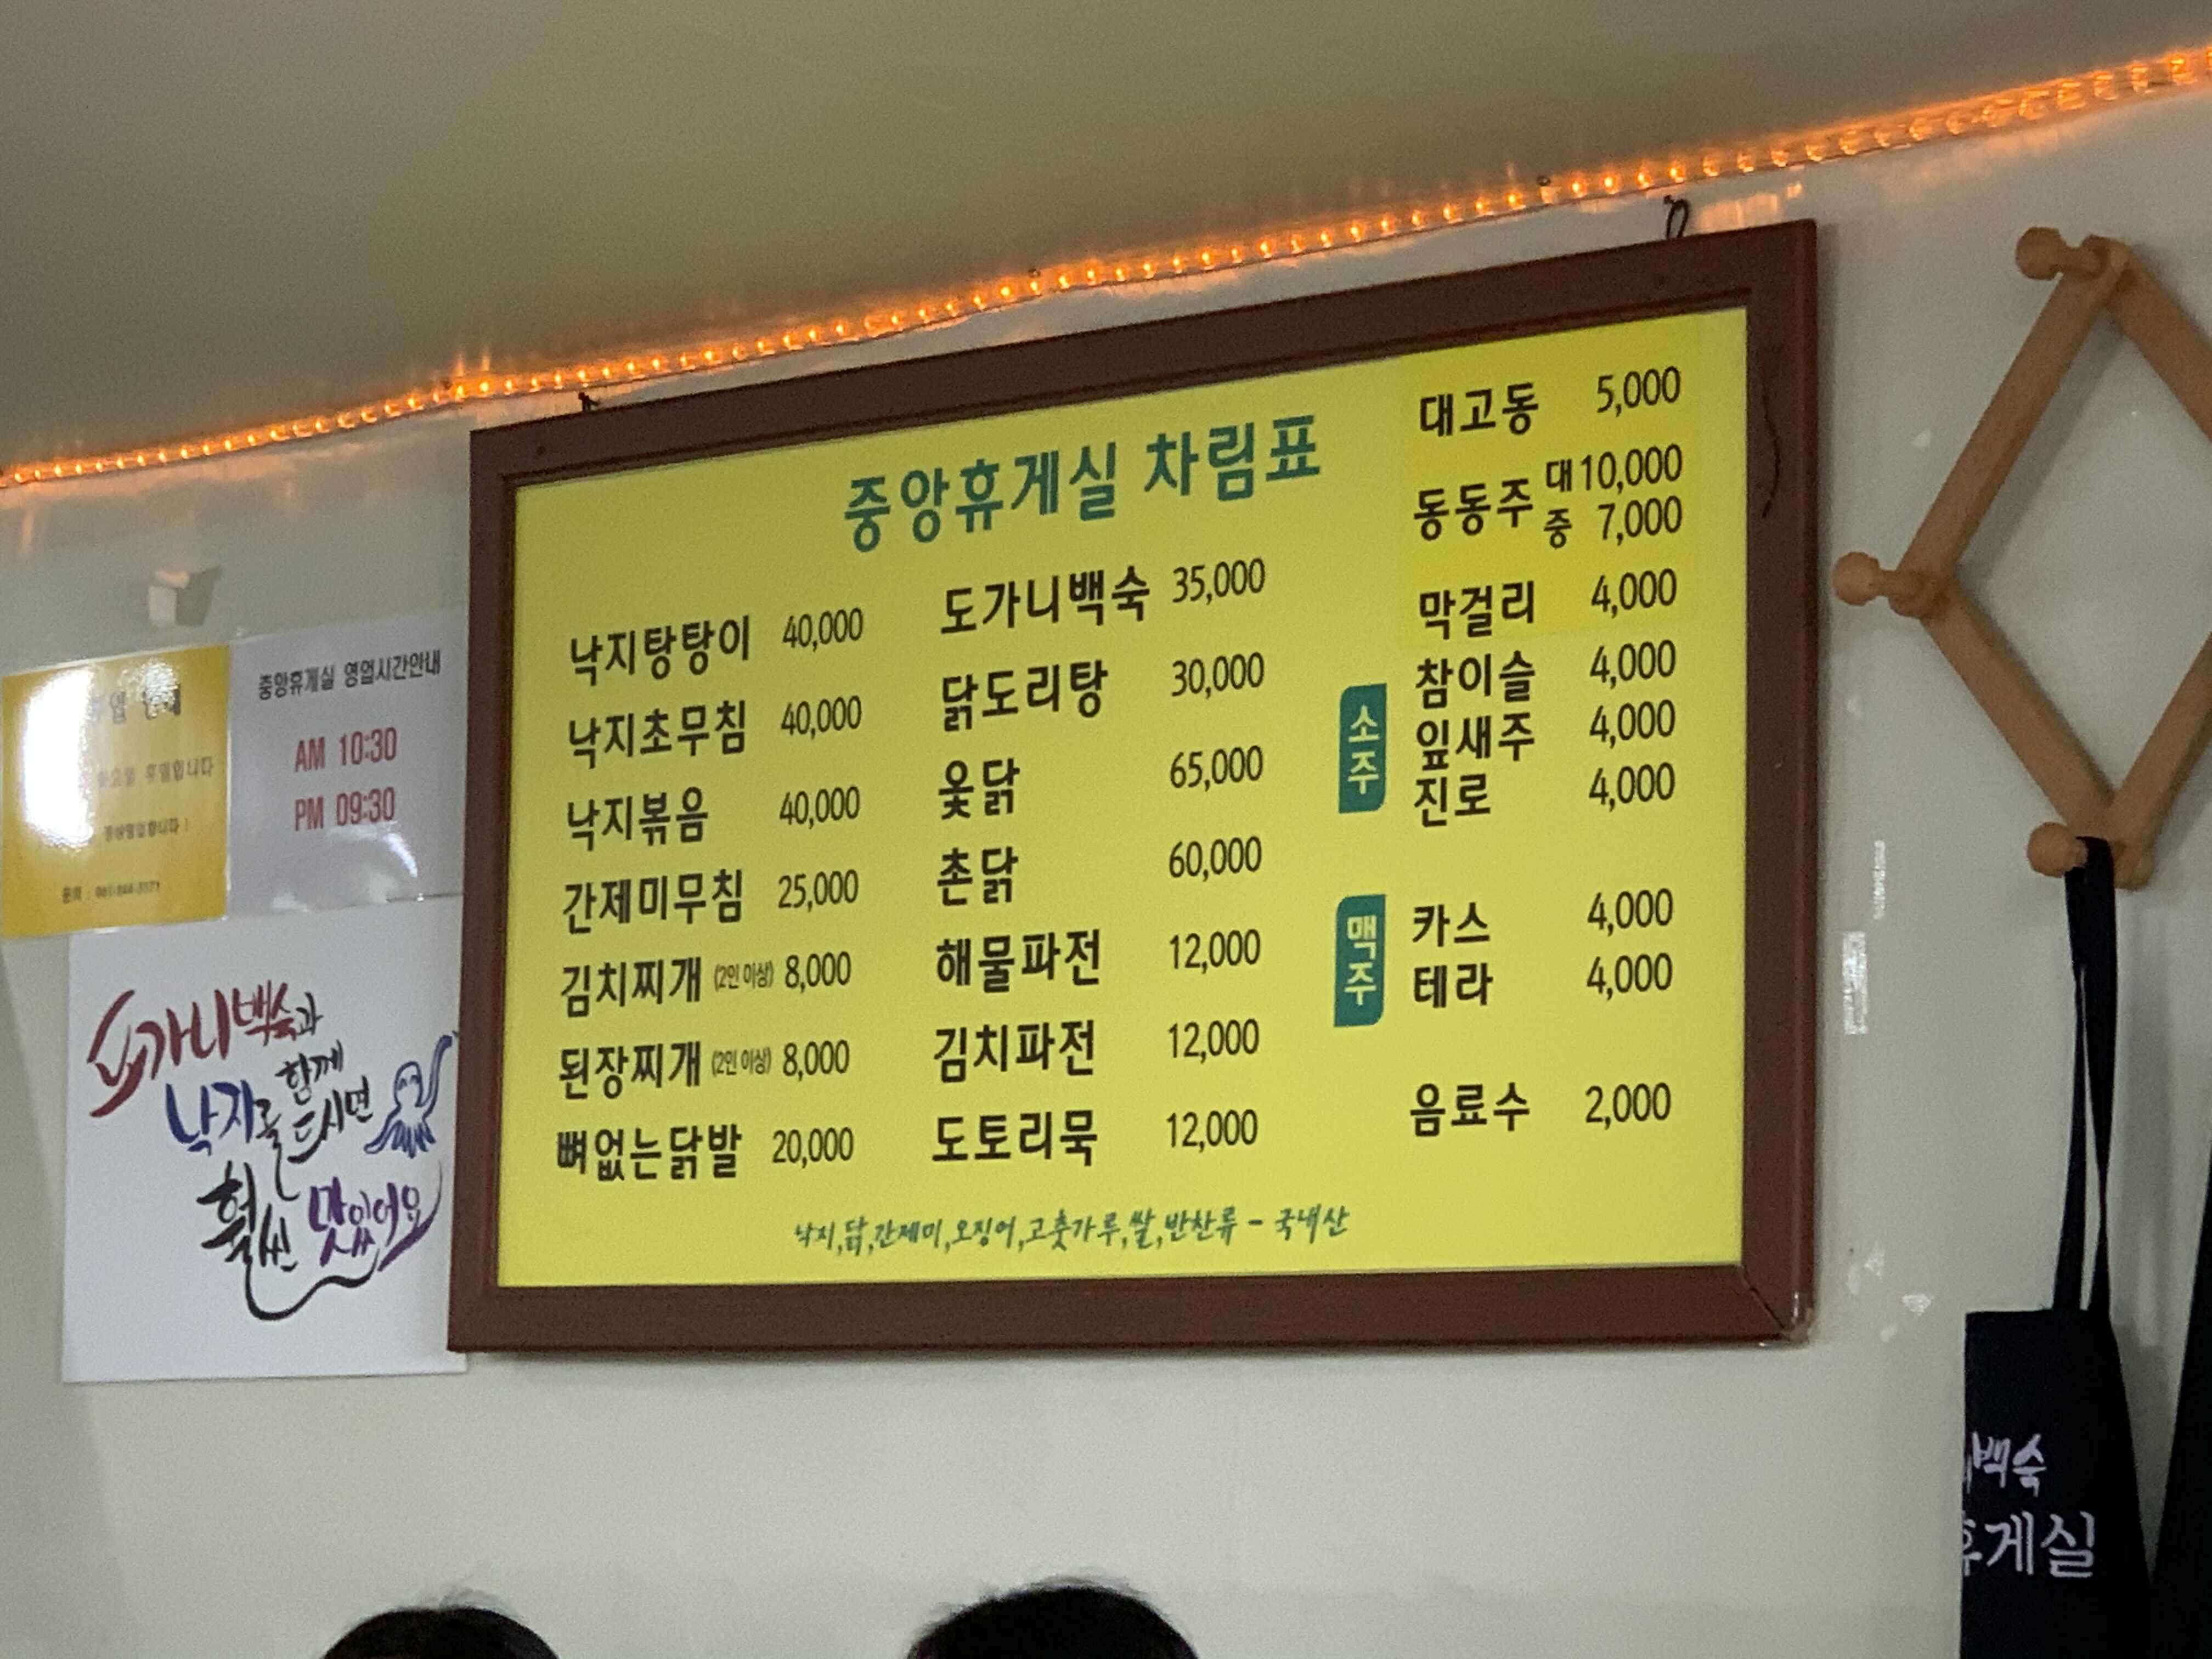 중앙휴게실 차림표
낙지탕탕이 40,000
낙지초무침 40,000
낙지볶음 40,000
간제미무침 25,000
김치찌개 (2인 이상) 8,000
된장찌개 (2인 이상) 8,000
뼈없는닭발 20,000
도가니백숙 35,000
닭도리탕 30,000
옻닭 65,000
촌닭 60,000
해물파전 12,000
김치파전 12,000
도토리묵 12,000
대고동 5,000
동동주 대 10,000
중 7,000
막걸리 4,000
소주
참이슬 4,000
잎새주 4,000
진로 4,000
맥주
카스 4,000
테라 4,000
음료수 2,000
낙지,닭,간제미,오징어,고춧가루,쌀,반찬류 - 국내산
중앙휴게실 영업시간안내
AM 10:30
PM 09:30
도가니백숙과
낙지를 함께
드시면
훨씬 맛있어요
백숙
휴게실